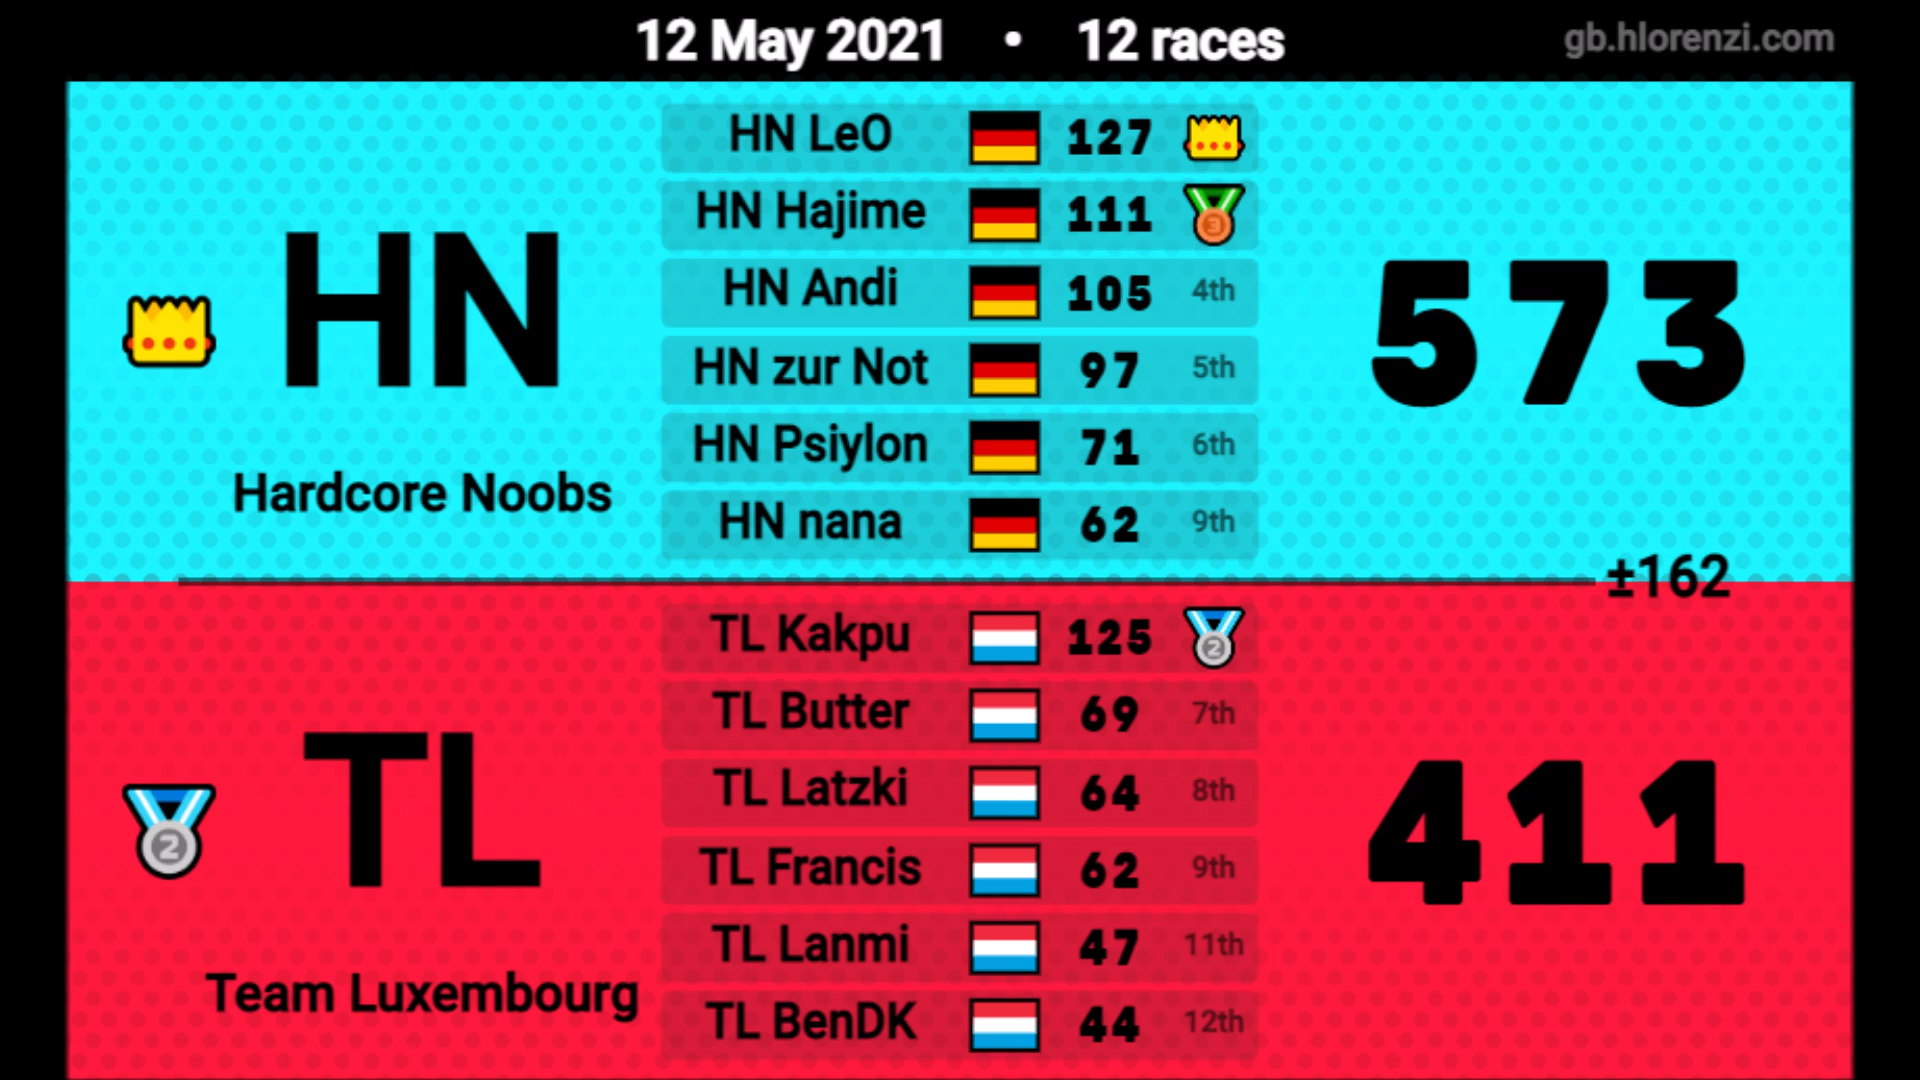 12 May 2021 • 12 races
gb.hlorenzi.com
HN
Hardcore Noobs
HN LeO 127
HN Hajime 111 3
HN Andi 105 4th
HN zur Not 97 5th
HN Psiylon 71 6th
HN nana 62 9th
573
±162
2
TL
Team Luxembourg
TL Kakpu 125 2
TL Butter 69 7th
TL Latzki 64 8th
TL Francis 62 9th
TL Lanmi 47 11th
TL BenDK 44 12th
411